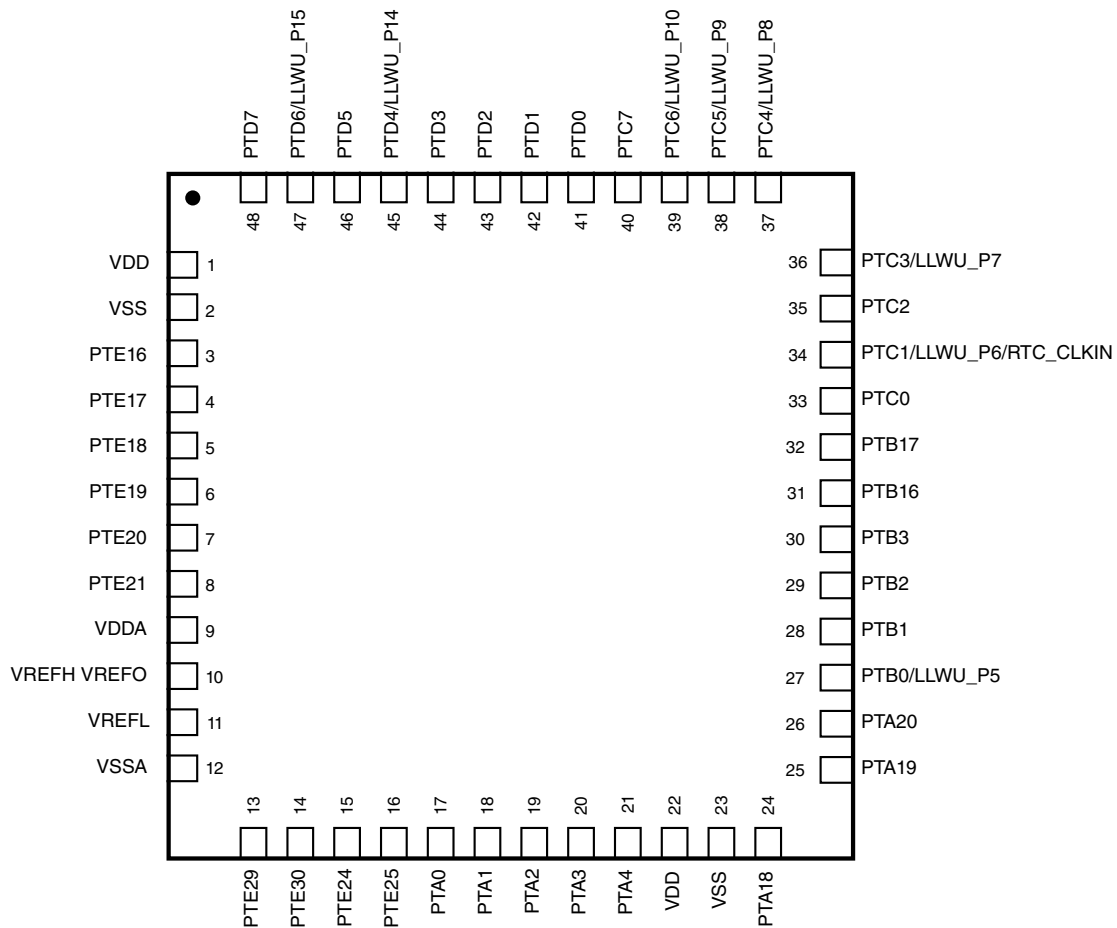 PTD7
PTD6/LLWU_P15
PTD5
PTD4/LLWU_P14
PTD3
PTD2
PTD1
PTD0
PTC7
PTC6/LLWU_P10
PTC5/LLWU_P9
PTC4/LLWU_P8
48
47
46
45
44
43
42
41
40
39
38
37
VDD 1
VSS 2
PTE16 3
PTE17 4
PTE18 5
PTE19 6
PTE20 7
PTE21 8
VDDA 9
VREFH VREFO 10
VREFL 11
VSSA 12
36 PTC3/LLWU_P7
35 PTC2
34 PTC1/LLWU_P6/RTC_CLKIN
33 PTC0
32 PTB17
31 PTB16
30 PTB3
29 PTB2
28 PTB1
27 PTB0/LLWU_P5
26 PTA20
25 PTA19
13
14
15
16
17
18
19
20
21
22
23
24
PTE29
PTE30
PTE24
PTE25
PTA0
PTA1
PTA2
PTA3
PTA4
VDD
VSS
PTA18